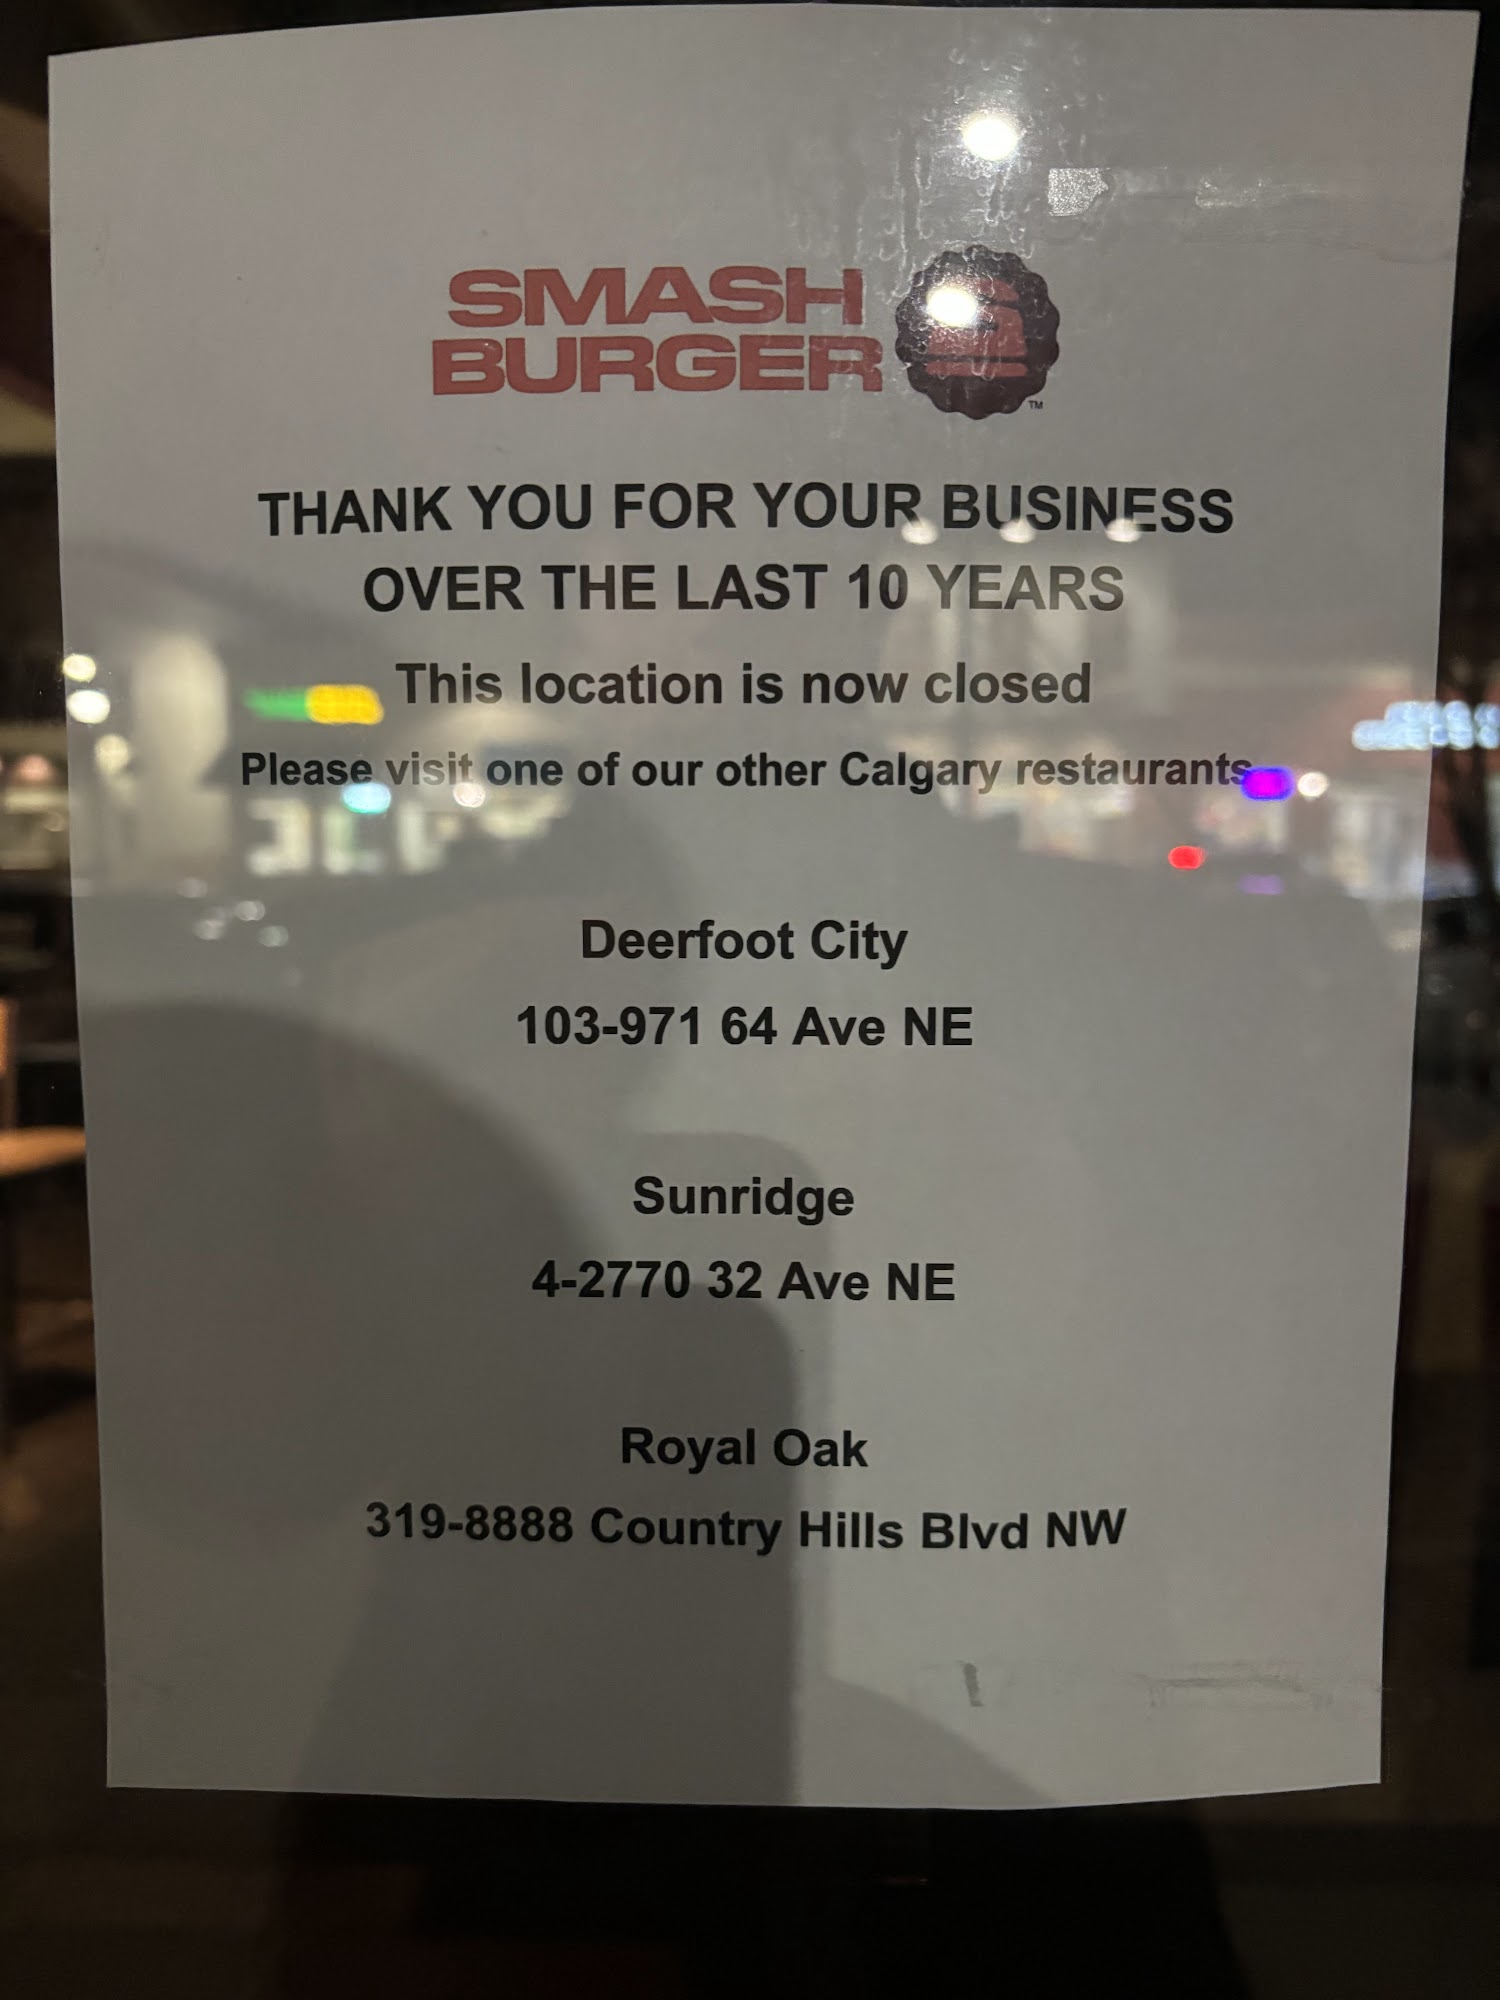 SMASH
BURGER
TM
THANK YOU FOR YOUR BUSINESS
OVER THE LAST 10 YEARS
This location is now closed
Please visit one of our other Calgary restaurants
Deerfoot City
103-971 64 Ave NE
Sunridge
4-2770 32 Ave NE
Royal Oak
319-8888 Country Hills Blvd NW